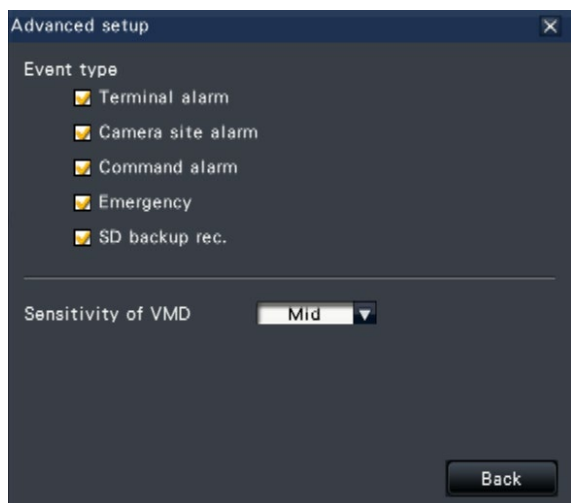 Advanced setup
Event type
Terminal alarm
Camera site alarm
Command alarm
Emergency
SD backup rec.
Sensitivity of VMD Mid
Back